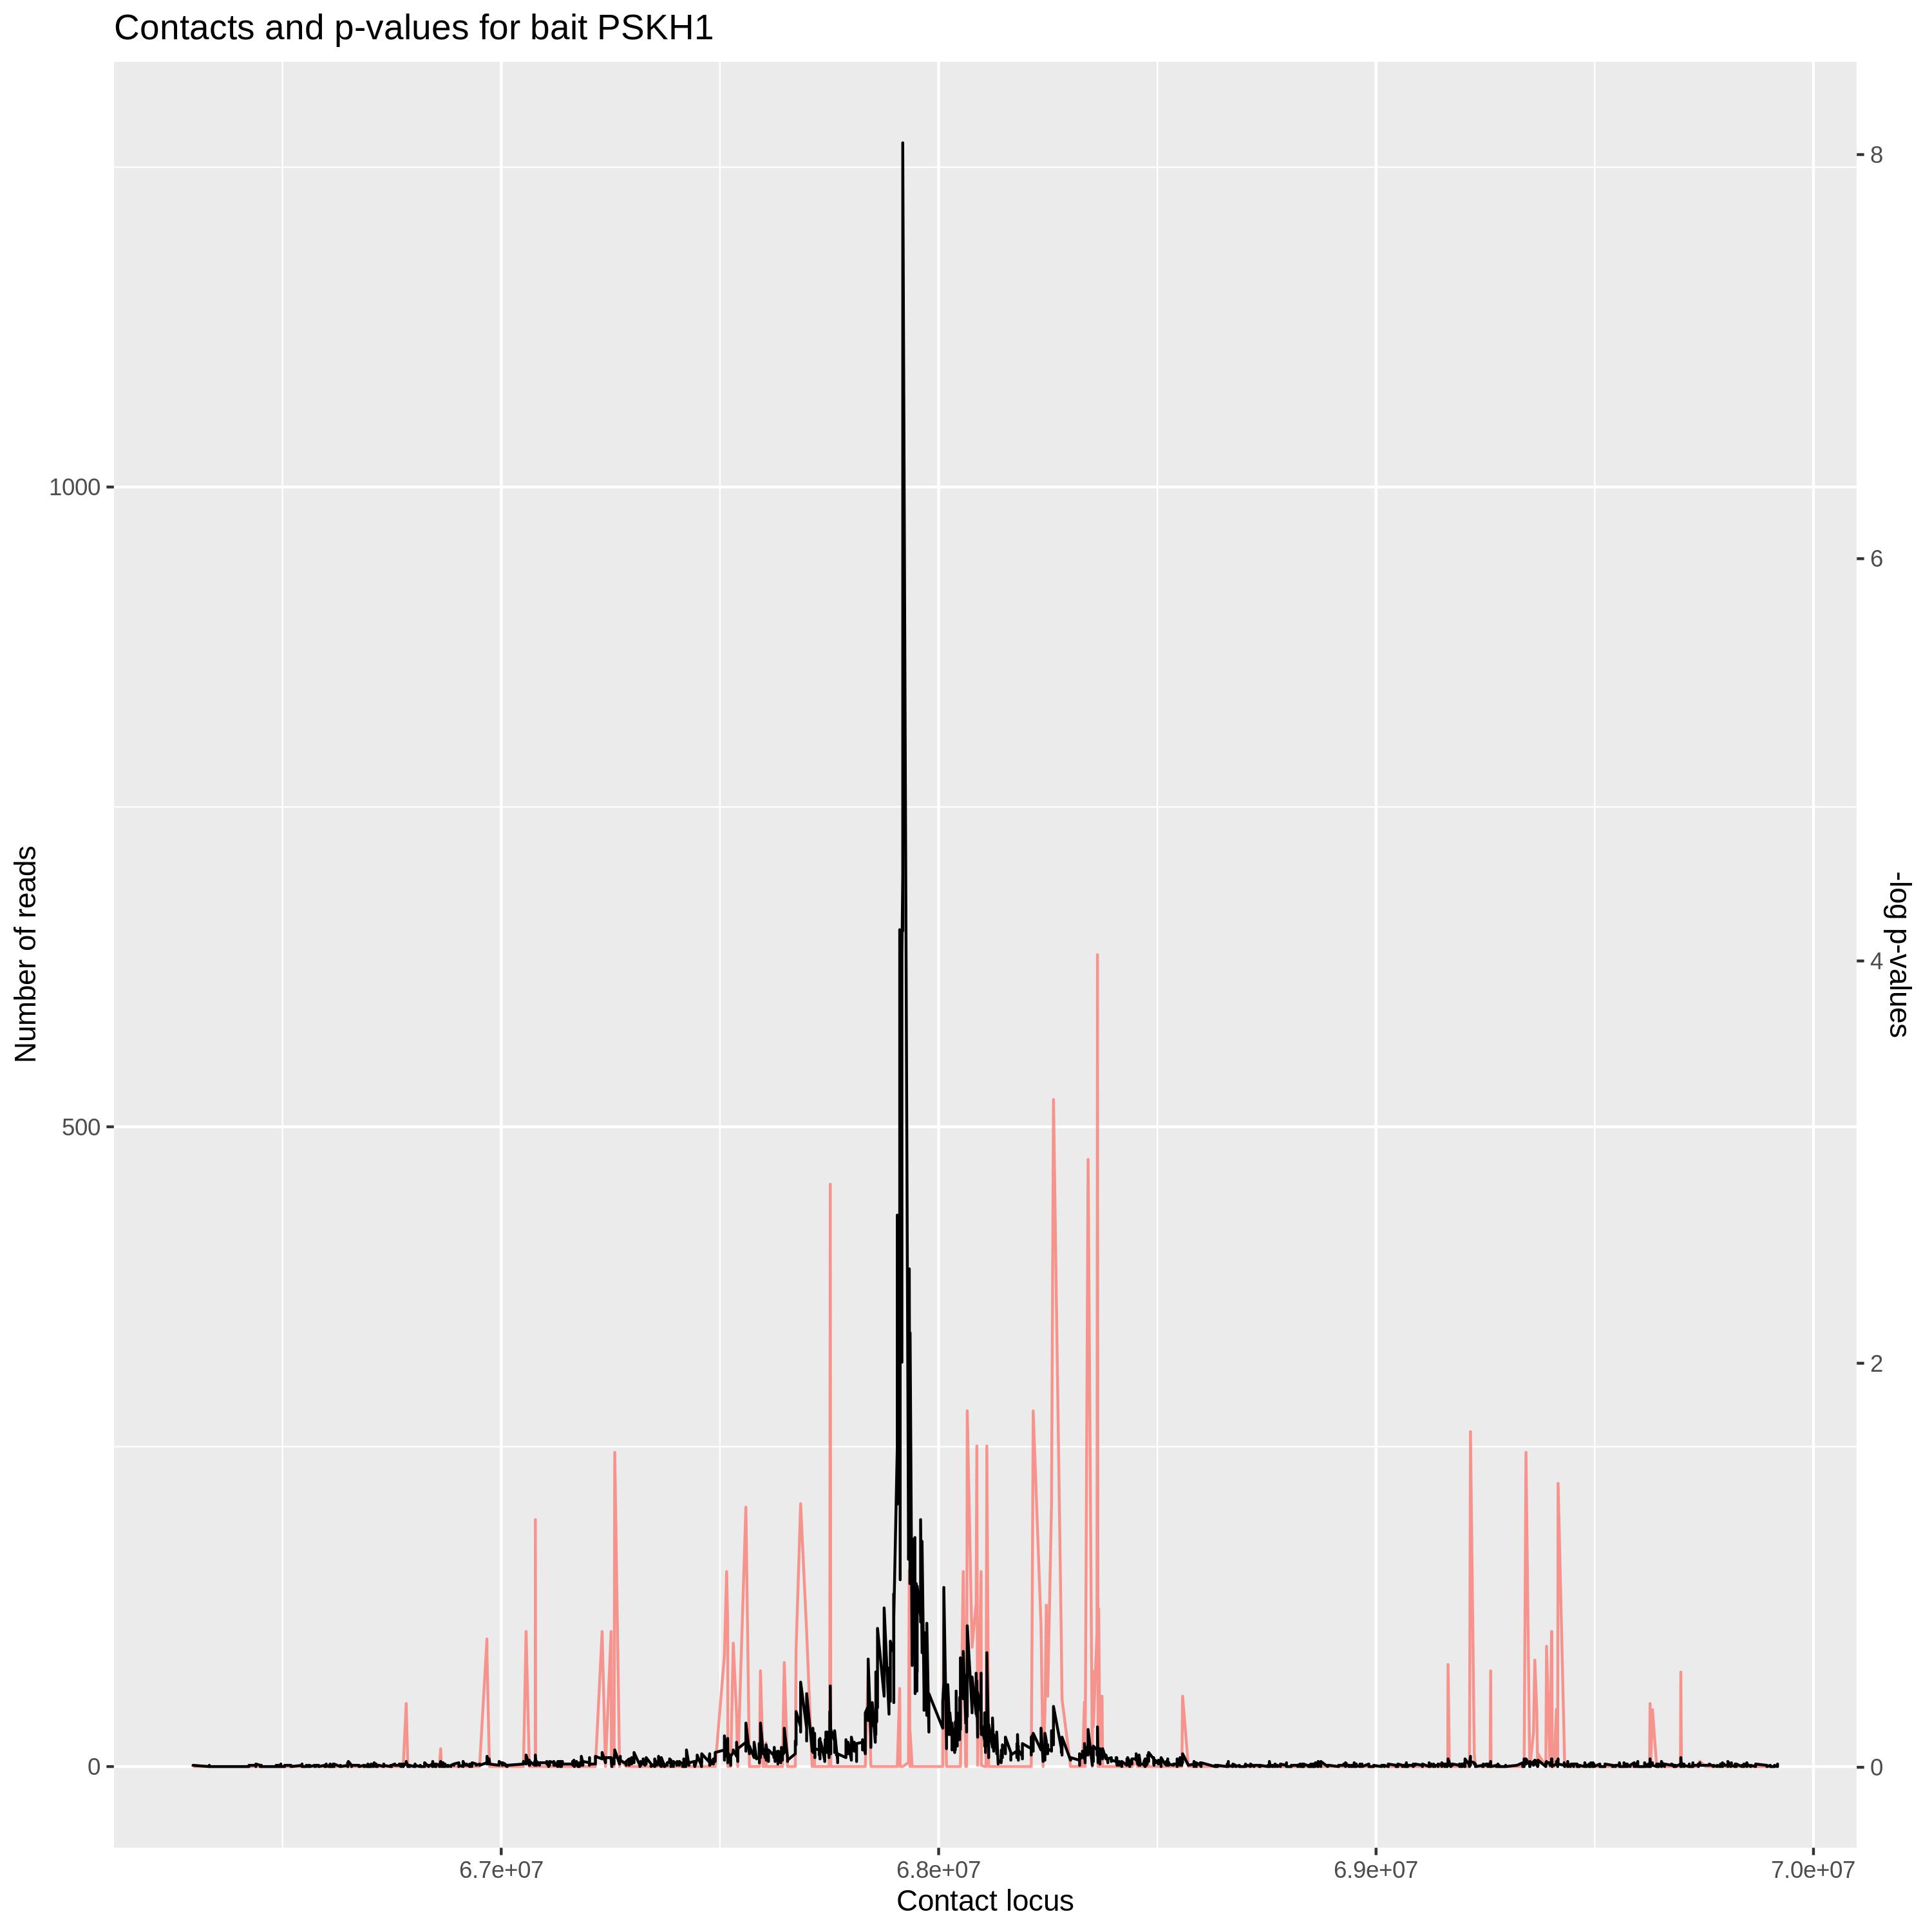 Contacts and p-values for bait PSKH1
Number of reads
1000
500
0
8
6
4
2
0
-log p-values
6.7e+07
6.8e+07
6.9e+07
7.0e+07
Contact locus